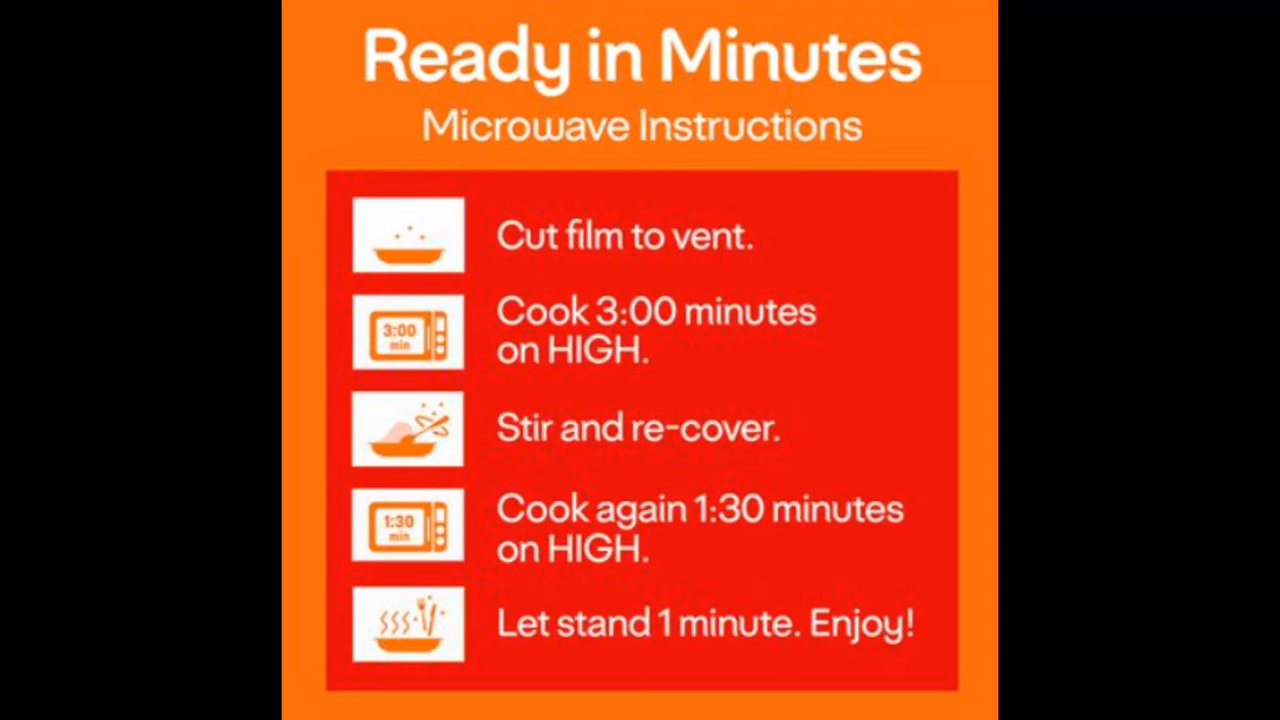 Ready in Minutes
Microwave Instructions
Cut film to vent.
3:00
min
Cook 3:00 minutes
on HIGH.
Stir and re-cover.
1:30
min
Cook again 1:30 minutes
on HIGH.
Let stand 1 minute. Enjoy!